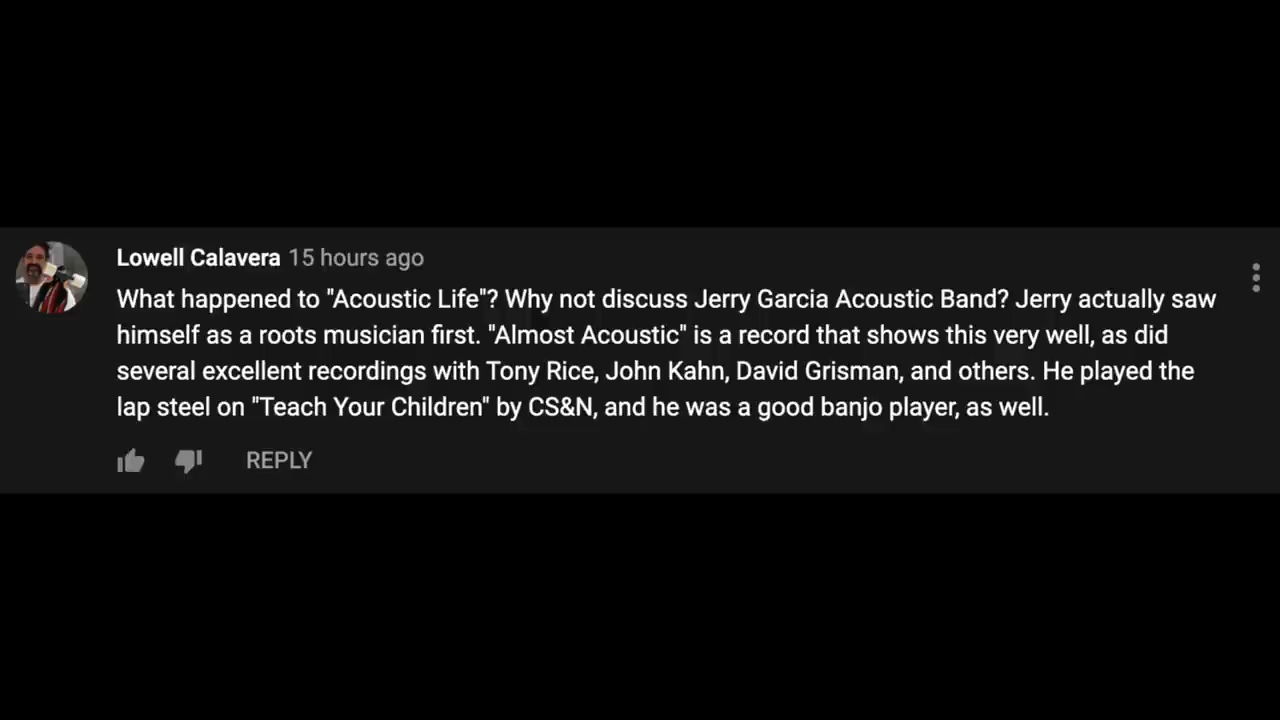 Lowell Calavera 15 hours ago
What happened to "Acoustic Life"? Why not discuss Jerry Garcia Acoustic Band? Jerry actually saw
himself as a roots musician first. "Almost Acoustic" is a record that shows this very well, as did
several excellent recordings with Tony Rice, John Kahn, David Grisman, and others. He played the
lap steel on "Teach Your Children" by CS&N, and he was a good banjo player, as well.
REPLY